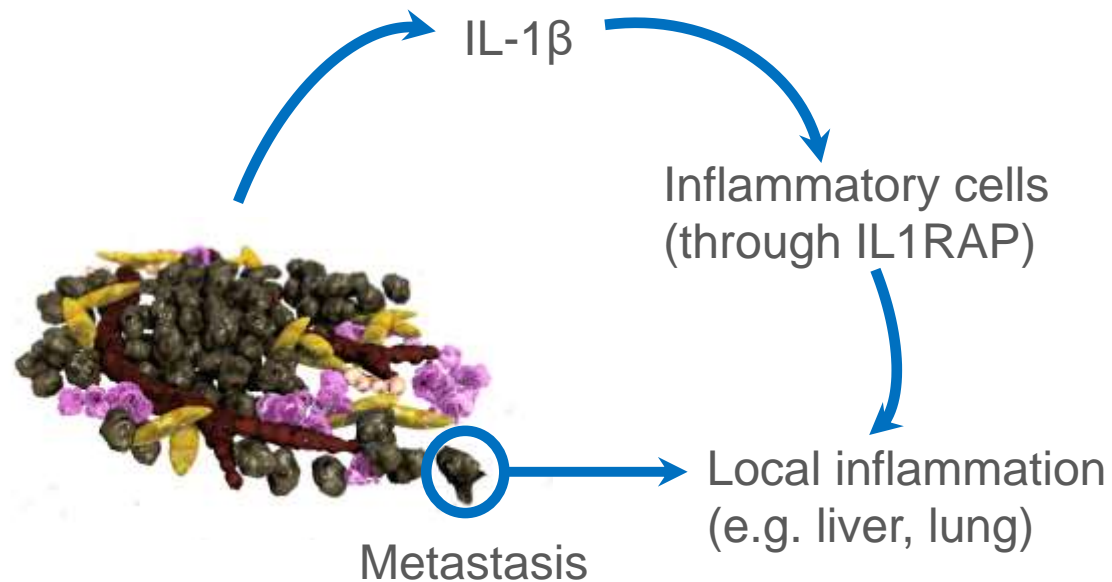 IL-1β
Inflammatory cells
(through IL1RAP)
Local inflammation
(e.g. liver, lung)
Metastasis